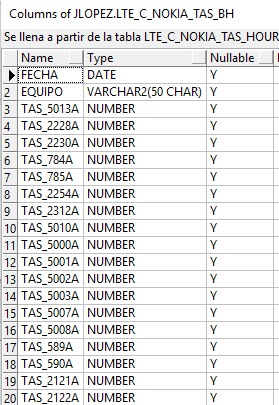 Columns of JLOPEZ.LTE_C_NOKIA_TAS_BH
Se llena a partir de la tabla LTE_C_NOKIA_TAS_HOUR
Name Type Nullable
FECHA DATE Y
2 EQUIPO VARCHAR2(50 CHAR) Y
3 TAS_5013A NUMBER Y
4 TAS_2228A NUMBER Y
5 TAS_2230A NUMBER Y
6 TAS_784A NUMBER Y
7 TAS_785A NUMBER Y
8 TAS_2254A NUMBER Y
9 TAS_2312A NUMBER Y
10 TAS_5010A NUMBER Y
11 TAS_5000A NUMBER Y
12 TAS_5001A NUMBER Y
13 TAS_5002A NUMBER Y
14 TAS_5003A NUMBER Y
15 TAS_5007A NUMBER Y
16 TAS_5008A NUMBER Y
17 TAS_589A NUMBER Y
18 TAS_590A NUMBER Y
19 TAS_2121A NUMBER Y
20 TAS_2122A NUMBER Y